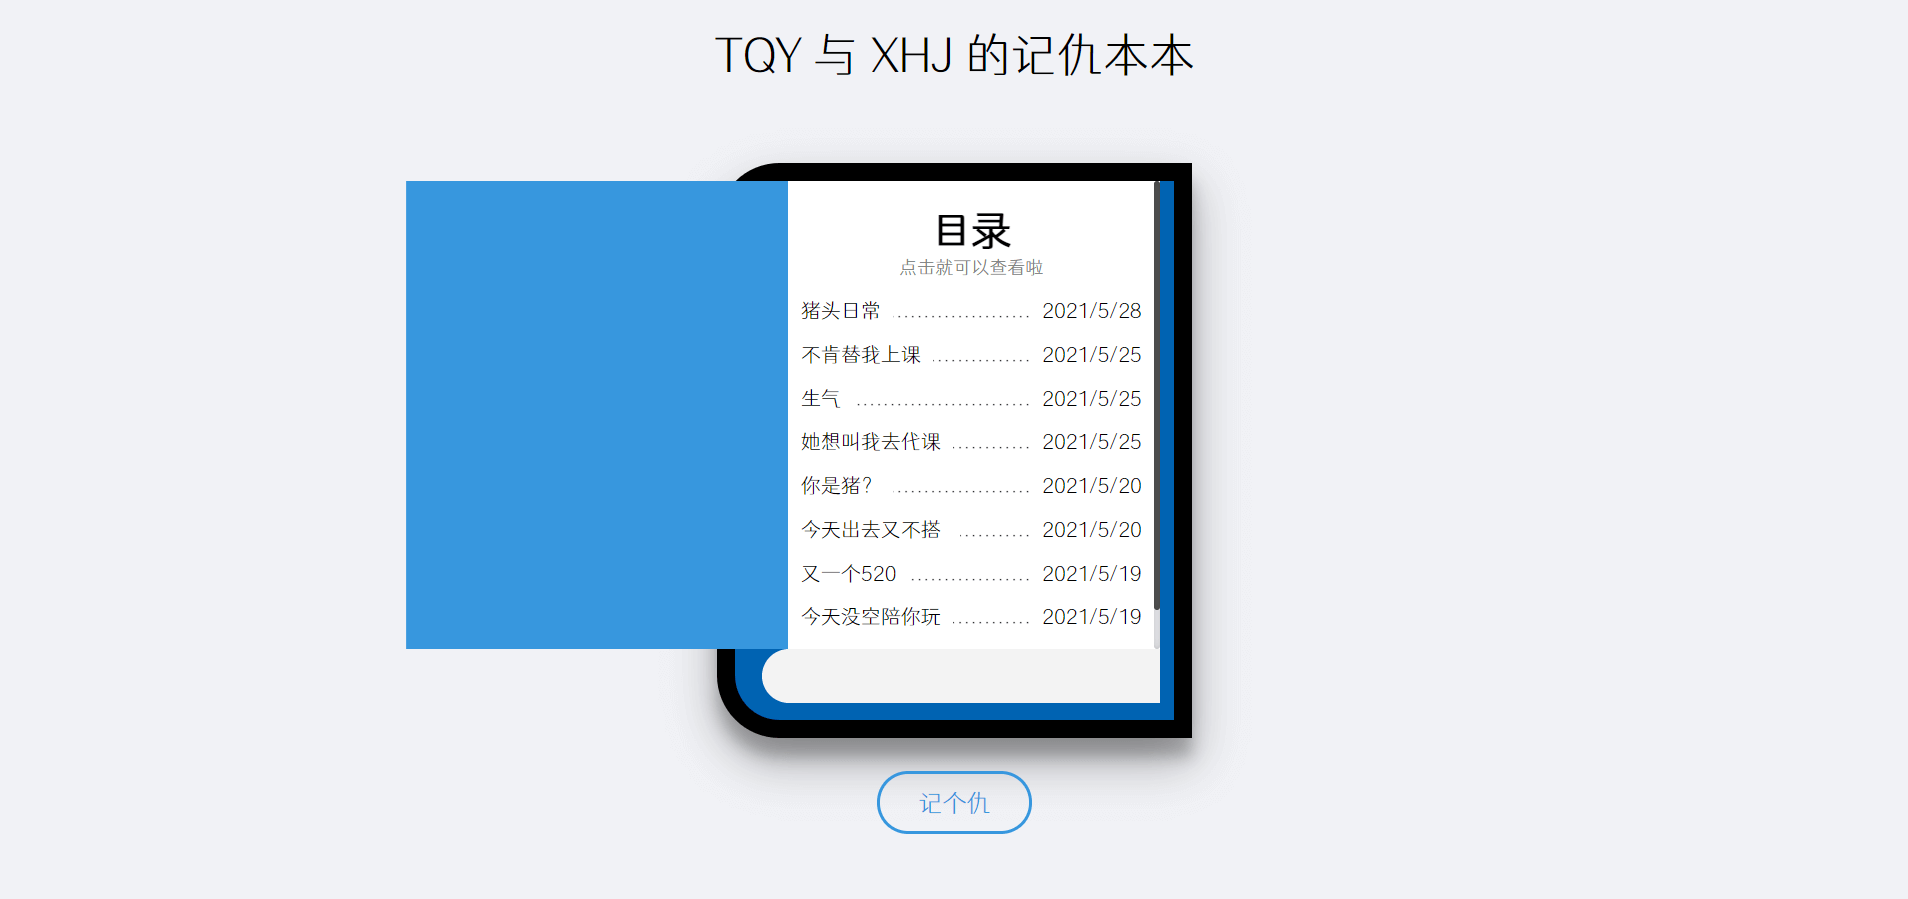 TQY 与 XHJ 的记仇本本
目录
点击就可以查看啦
猪头日常 ...................... 2021/5/28
不肯替我上课 ................ 2021/5/25
生气 ............................ 2021/5/25
她想叫我去代课 ............ 2021/5/25
你是猪? ...................... 2021/5/20
今天出去又不搭 ........... 2021/5/20
又一个520 ................... 2021/5/19
今天没空陪你玩 ............ 2021/5/19
记个仇